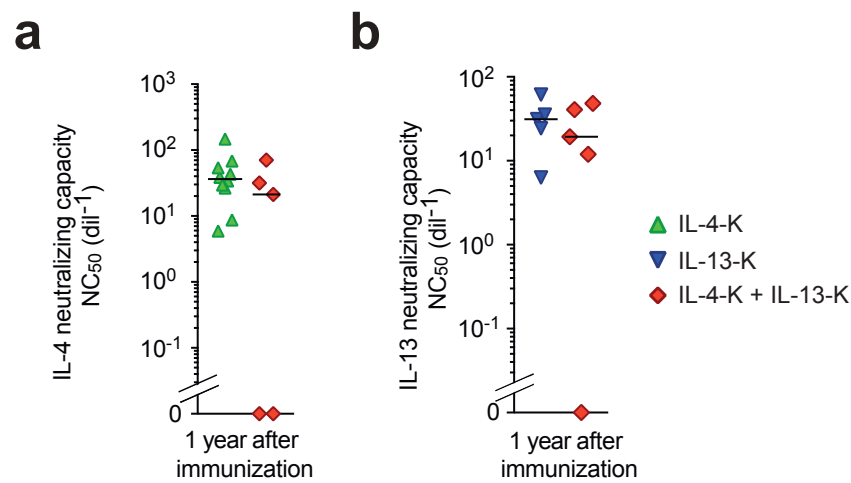 a
IL-4 neutralizing capacity
NC50 (dil-1)
10³
10²
10¹
10⁰
10⁻¹
0
1 year after
immunization
b
IL-13 neutralizing capacity
NC50 (dil-1)
10²
10¹
10⁰
10⁻¹
0
1 year after
immunization
IL-4-K
IL-13-K
IL-4-K + IL-13-K